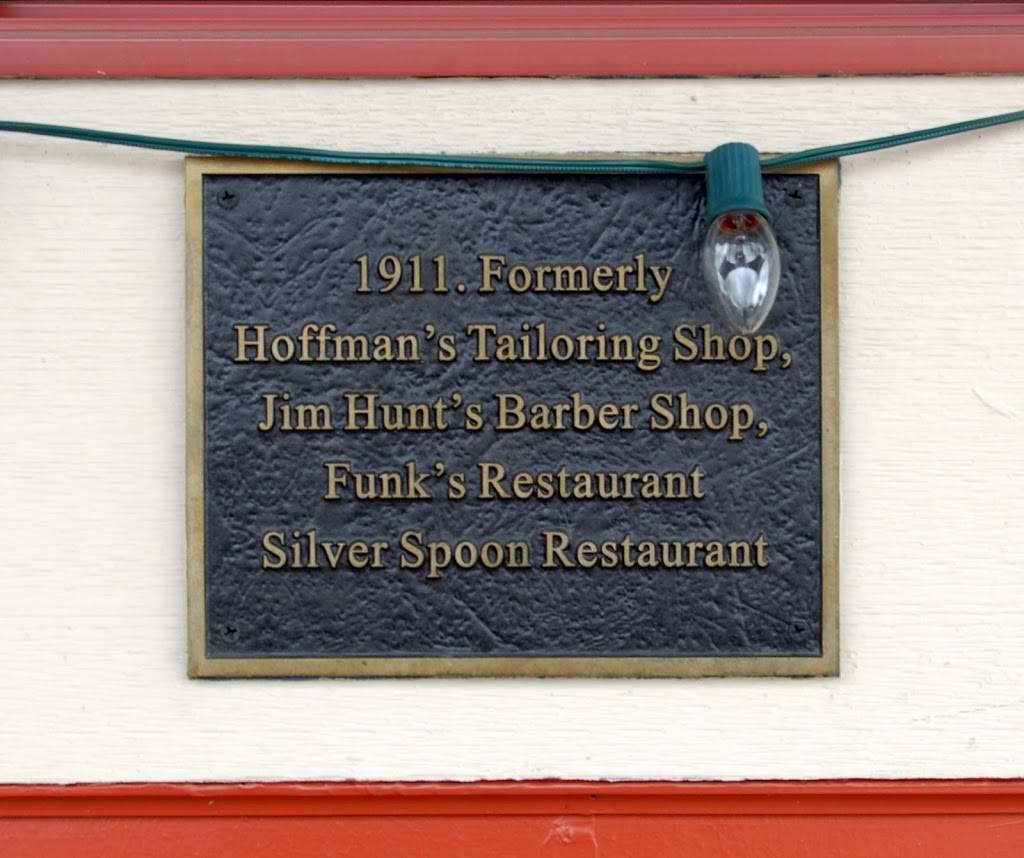 1911. Formerly
Hoffman's Tailoring Shop,
Jim Hunt's Barber Shop,
Funk's Restaurant
Silver Spoon Restaurant